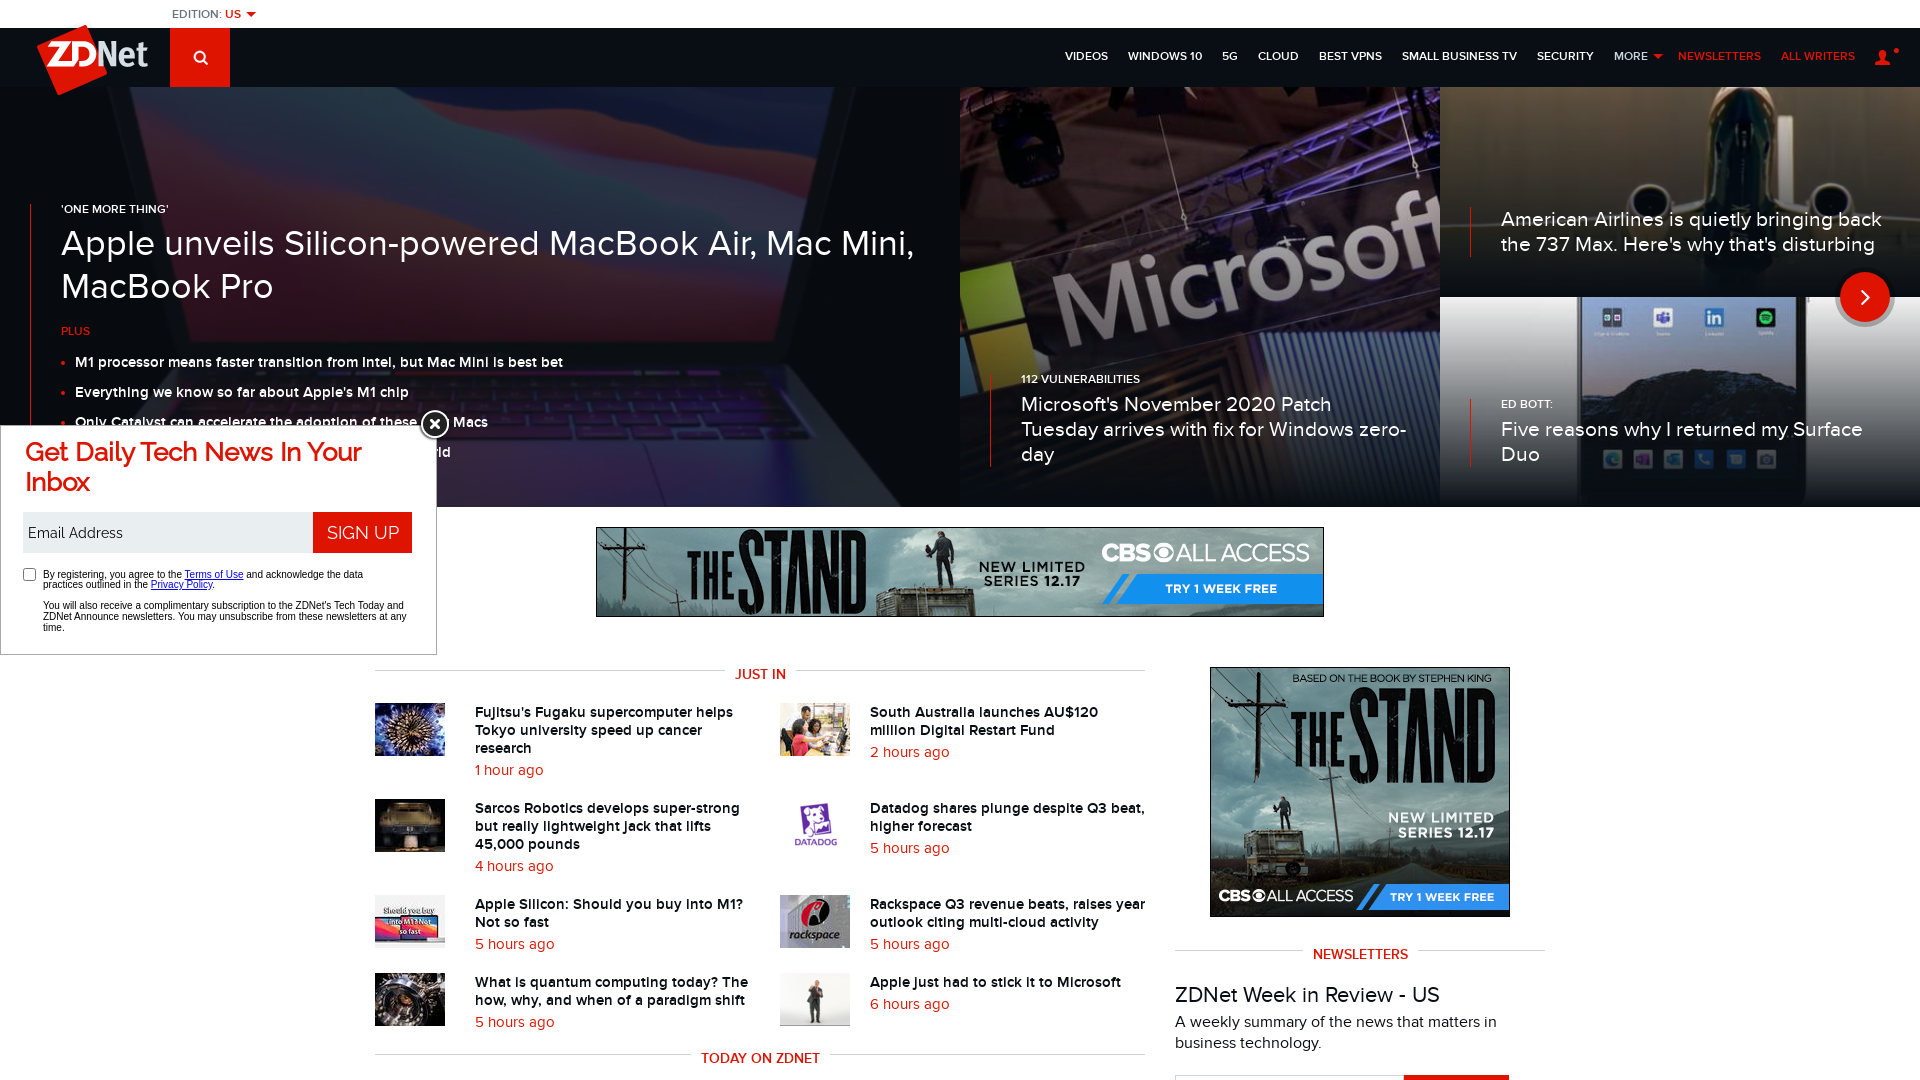 EDITION: US
ZDNet
VIDEOS WINDOWS 10 5G CLOUD BEST VPNS SMALL BUSINESS TV SECURITY MORE NEWSLETTERS ALL WRITERS
'ONE MORE THING'
Apple unveils Silicon-powered MacBook Air, Mac Mini,
MacBook Pro
PLUS
M1 processor means faster transition from Intel, but Mac Mini is best bet
Everything we know so far about Apple's M1 chip
Only Catalyst can accelerate the adoption of these Macs
Microsoft
112 VULNERABILITIES
Microsoft's November 2020 Patch
Tuesday arrives with fix for Windows zero-
day
American Airlines is quietly bringing back
the 737 Max. Here's why that's disturbing
ED BOTT:
Five reasons why I returned my Surface
Duo
Get Daily Tech News In Your
Inbox
Email Address
SIGN UP
By registering, you agree to the Terms of Use and acknowledge the data
practices outlined in the Privacy Policy.
You will also receive a complimentary subscription to the ZDNet's Tech Today and
ZDNet Announce newsletters. You may unsubscribe from these newsletters at any
time.
THE STAND
NEW LIMITED
SERIES 12.17
CBS ALL ACCESS
TRY 1 WEEK FREE
JUST IN
Fujitsu's Fugaku supercomputer helps
Tokyo university speed up cancer
research
1 hour ago
South Australia launches AU$120
million Digital Restart Fund
2 hours ago
Sarcos Robotics develops super-strong
but really lightweight jack that lifts
45,000 pounds
4 hours ago
DATADOG
Datadog shares plunge despite Q3 beat,
higher forecast
5 hours ago
Should you buy
into M1? Not
so fast
Apple Silicon: Should you buy into M1?
Not so fast
5 hours ago
rackspace
Rackspace Q3 revenue beats, raises year
outlook citing multi-cloud activity
5 hours ago
What is quantum computing today? The
how, why, and when of a paradigm shift
5 hours ago
Apple just had to stick it to Microsoft
6 hours ago
TODAY ON ZDNET
BASED ON THE BOOK BY STEPHEN KING
THE STAND
NEW LIMITED
SERIES 12.17
CBS ALL ACCESS
TRY 1 WEEK FREE
NEWSLETTERS
ZDNet Week in Review - US
A weekly summary of the news that matters in
business technology.